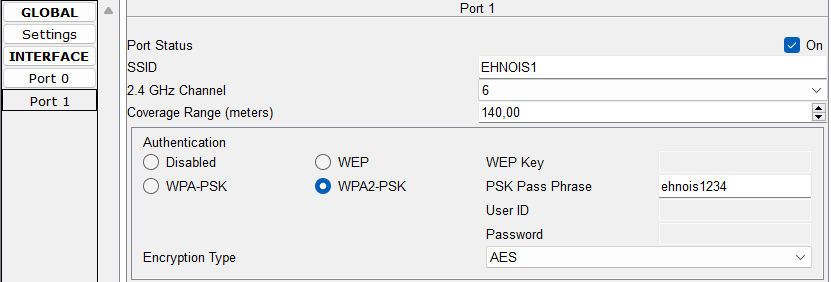 GLOBAL
Settings
INTERFACE
Port 0
Port 1
Port 1
Port Status On
SSID EHNOIS1
2.4 GHz Channel 6
Coverage Range (meters) 140,00
Authentication
Disabled WEP WEP Key
WPA-PSK WPA2-PSK PSK Pass Phrase ehnois1234
User ID
Password
Encryption Type AES